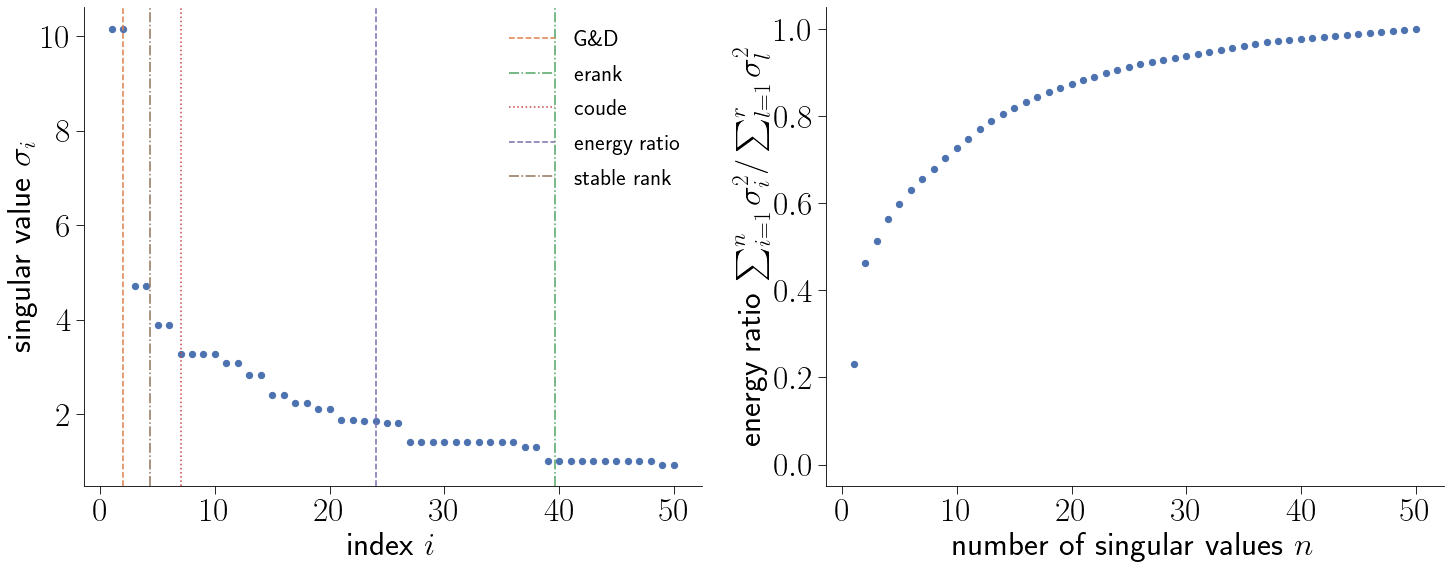 10
8
6
4
2
singular value σ_i
0 10 20 30 40 50
index i
G&D
erank
coude
energy ratio
stable rank
1.0
0.8
0.6
0.4
0.2
0.0
energy ratio ∑_{i=1}^{n} σ_i^2 / ∑_{l=1}^{r} σ_l^2
0 10 20 30 40 50
number of singular values n